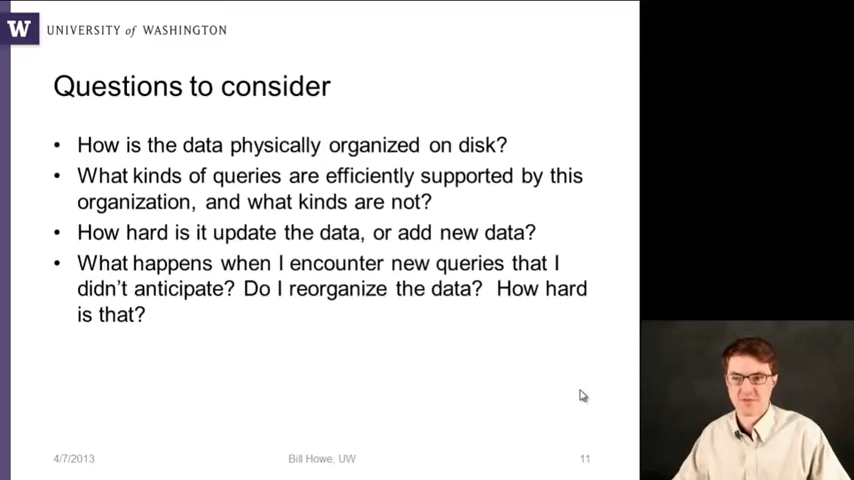 W UNIVERSITY of WASHINGTON
Questions to consider
• How is the data physically organized on disk?
• What kinds of queries are efficiently supported by this
organization, and what kinds are not?
• How hard is it update the data, or add new data?
• What happens when I encounter new queries that I
didn't anticipate? Do I reorganize the data? How hard
is that?
4/7/2013 Bill Howe, UW 11